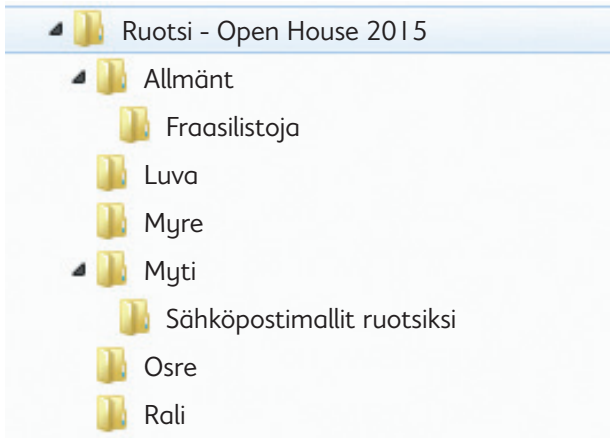 Ruotsi - Open House 2015
Allmänt
Fraasilistoja
Luva
Myre
Myti
Sähköpostimallit ruotsiksi
Osre
Rali